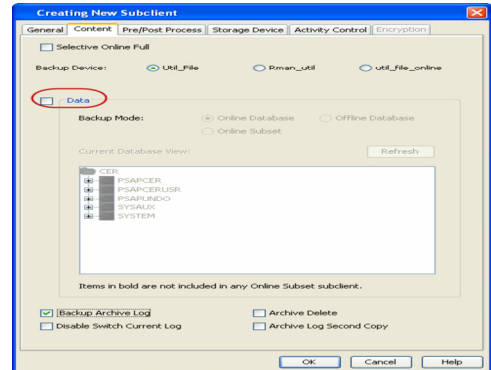 Creating New Subclient
General Content Pre/Post Process Storage Device Activity Control Encryption
Selective Online Full
Backup Device: Util_File Rman_util util_file_online
Data
Backup Mode: Online Database Offline Database
Online Subset
Current Database View: Refresh
CER
PSAPCER
PSAPCERUSR
PSAPUNDO
SYSAUX
SYSTEM
Items in bold are not included in any Online Subset subclient.
Backup Archive Log Archive Delete
Disable Switch Current Log Archive Log Second Copy
OK Cancel Help